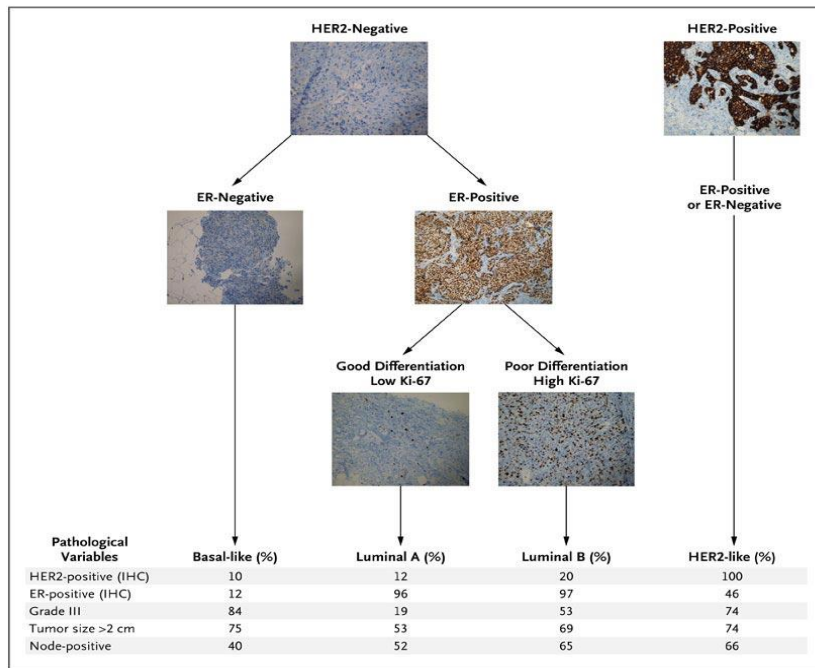 HER2-Negative
HER2-Positive
ER-Negative
ER-Positive
ER-Positive
or ER-Negative
Good Differentiation
Low Ki-67
Poor Differentiation
High Ki-67
Pathological
Variables Basal-like (%) Luminal A (%) Luminal B (%) HER2-like (%)
HER2-positive (IHC) 10 12 20 100
ER-positive (IHC) 12 96 97 46
Grade III 84 19 53 74
Tumor size >2 cm 75 53 69 74
Node-positive 40 52 65 66